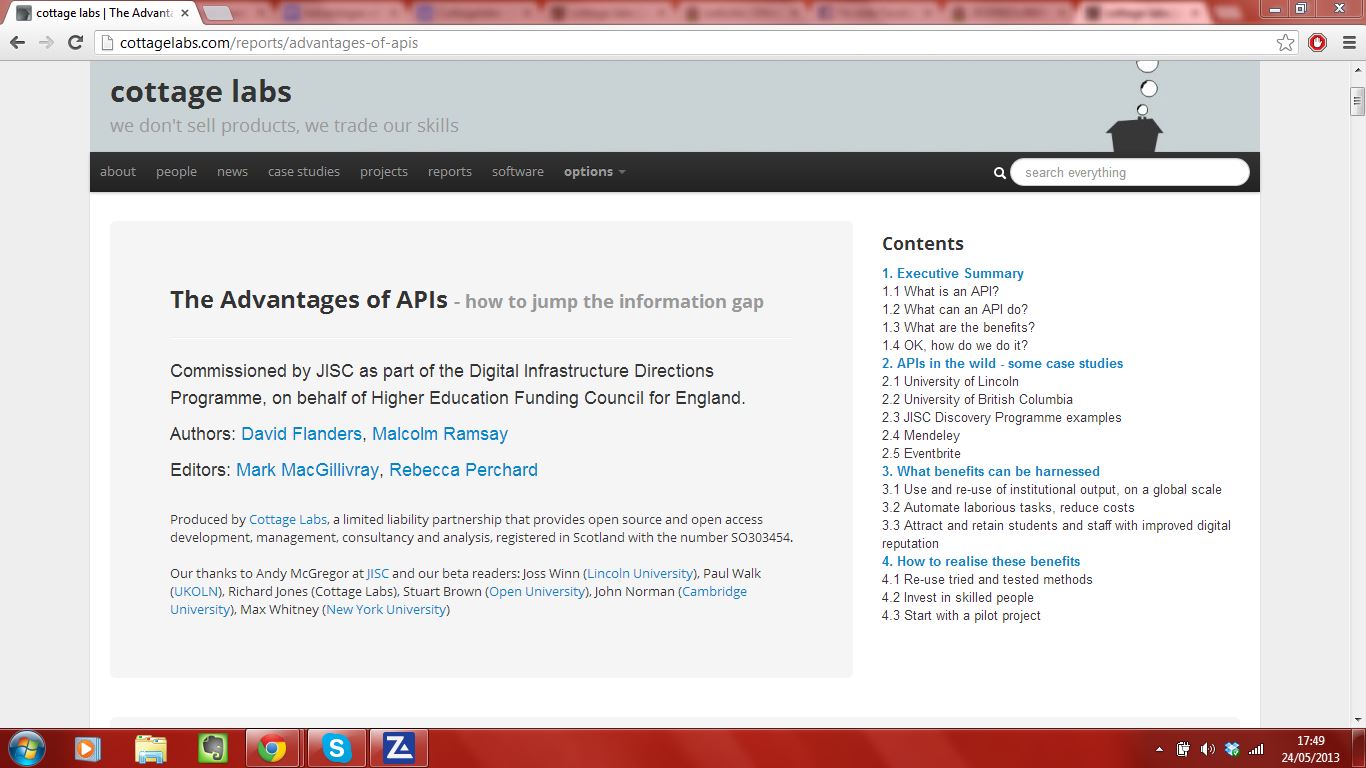 cottage labs | The Advanta
cottagelabs.com/reports/advantages-of-apis
cottage labs
we don't sell products, we trade our skills
about people news case studies projects reports software options
search everything
The Advantages of APIs - how to jump the information gap
Commissioned by JISC as part of the Digital Infrastructure Directions
Programme, on behalf of Higher Education Funding Council for England.
Authors: David Flanders, Malcolm Ramsay
Editors: Mark MacGillivray, Rebecca Perchard
Produced by Cottage Labs, a limited liability partnership that provides open source and open access
development, management, consultancy and analysis, registered in Scotland with the number SO303454.
Our thanks to Andy McGregor at JISC and our beta readers: Joss Winn (Lincoln University), Paul Walk
(UKOLN), Richard Jones (Cottage Labs), Stuart Brown (Open University), John Norman (Cambridge
University), Max Whitney (New York University)
Contents
1. Executive Summary
1.1 What is an API?
1.2 What can an API do?
1.3 What are the benefits?
1.4 OK, how do we do it?
2. APIs in the wild - some case studies
2.1 University of Lincoln
2.2 University of British Columbia
2.3 JISC Discovery Programme examples
2.4 Mendeley
2.5 Eventbrite
3. What benefits can be harnessed
3.1 Use and re-use of institutional output, on a global scale
3.2 Automate laborious tasks, reduce costs
3.3 Attract and retain students and staff with improved digital
reputation
4. How to realise these benefits
4.1 Re-use tried and tested methods
4.2 Invest in skilled people
4.3 Start with a pilot project
17:49
24/05/2013